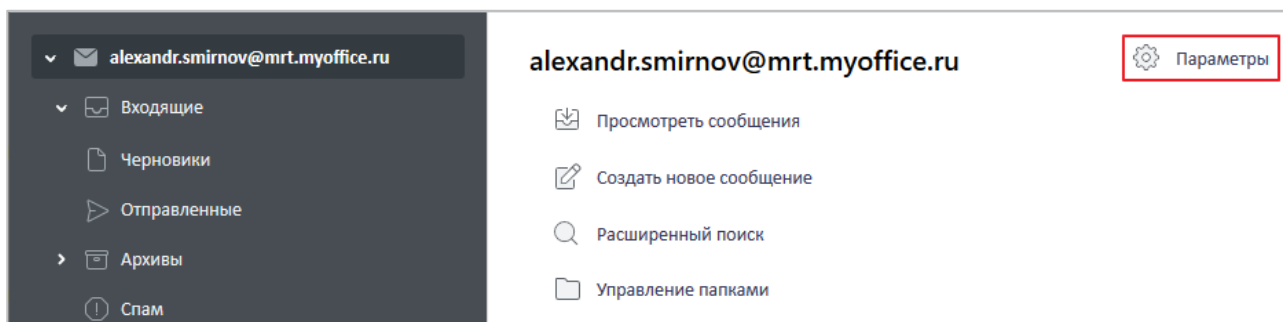 alexandr.smirnov@mrt.myoffice.ru
Входящие
Черновики
Отправленные
Архивы
Спам
alexandr.smirnov@mrt.myoffice.ru
Параметры
Просмотреть сообщения
Создать новое сообщение
Расширенный поиск
Управление папками